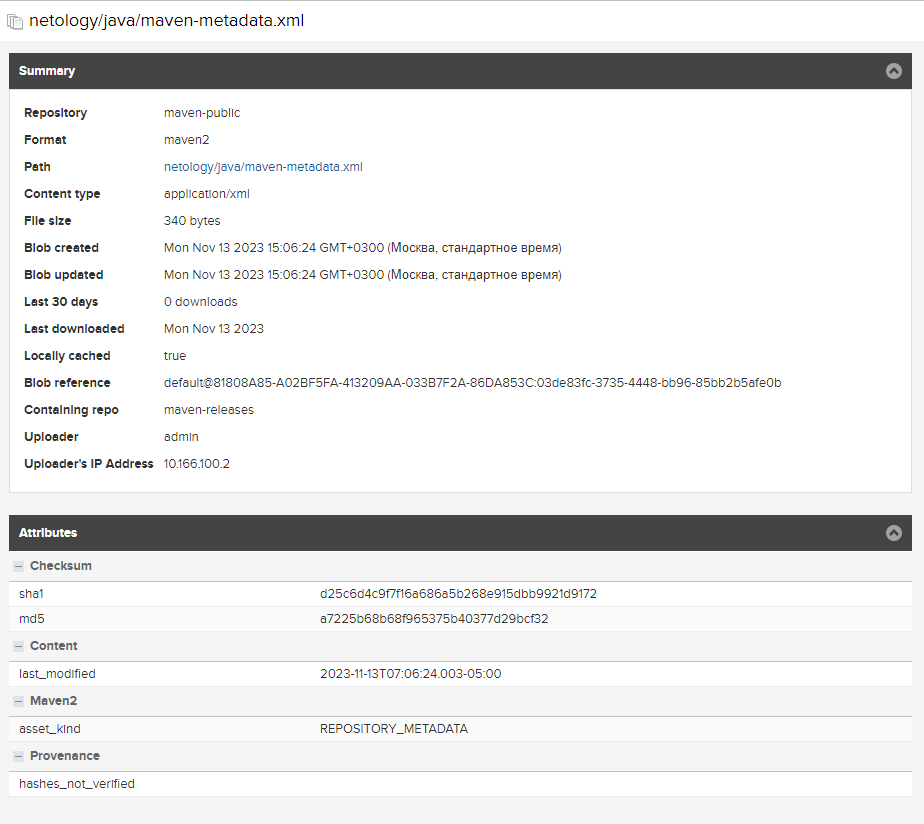 netology/java/maven-metadata.xml
Summary
Repository maven-public
Format maven2
Path netology/java/maven-metadata.xml
Content type application/xml
File size 340 bytes
Blob created Mon Nov 13 2023 15:06:24 GMT+0300 (Москва, стандартное время)
Blob updated Mon Nov 13 2023 15:06:24 GMT+0300 (Москва, стандартное время)
Last 30 days 0 downloads
Last downloaded Mon Nov 13 2023
Locally cached true
Blob reference default@81808A85-A02BF5FA-413209AA-033B7F2A-86DA853C:03de83fc-3735-4448-bb96-85bb2b5afe0b
Containing repo maven-releases
Uploader admin
Uploader's IP Address 10.166.100.2
Attributes
Checksum
sha1 d25c6d4c9f7f16a686a5b268e915dbb9921d9172
md5 a7225b68b68f965375b40377d29bcf32
Content
last_modified 2023-11-13T07:06:24.003-05:00
Maven2
asset_kind REPOSITORY_METADATA
Provenance
hashes_not_verified